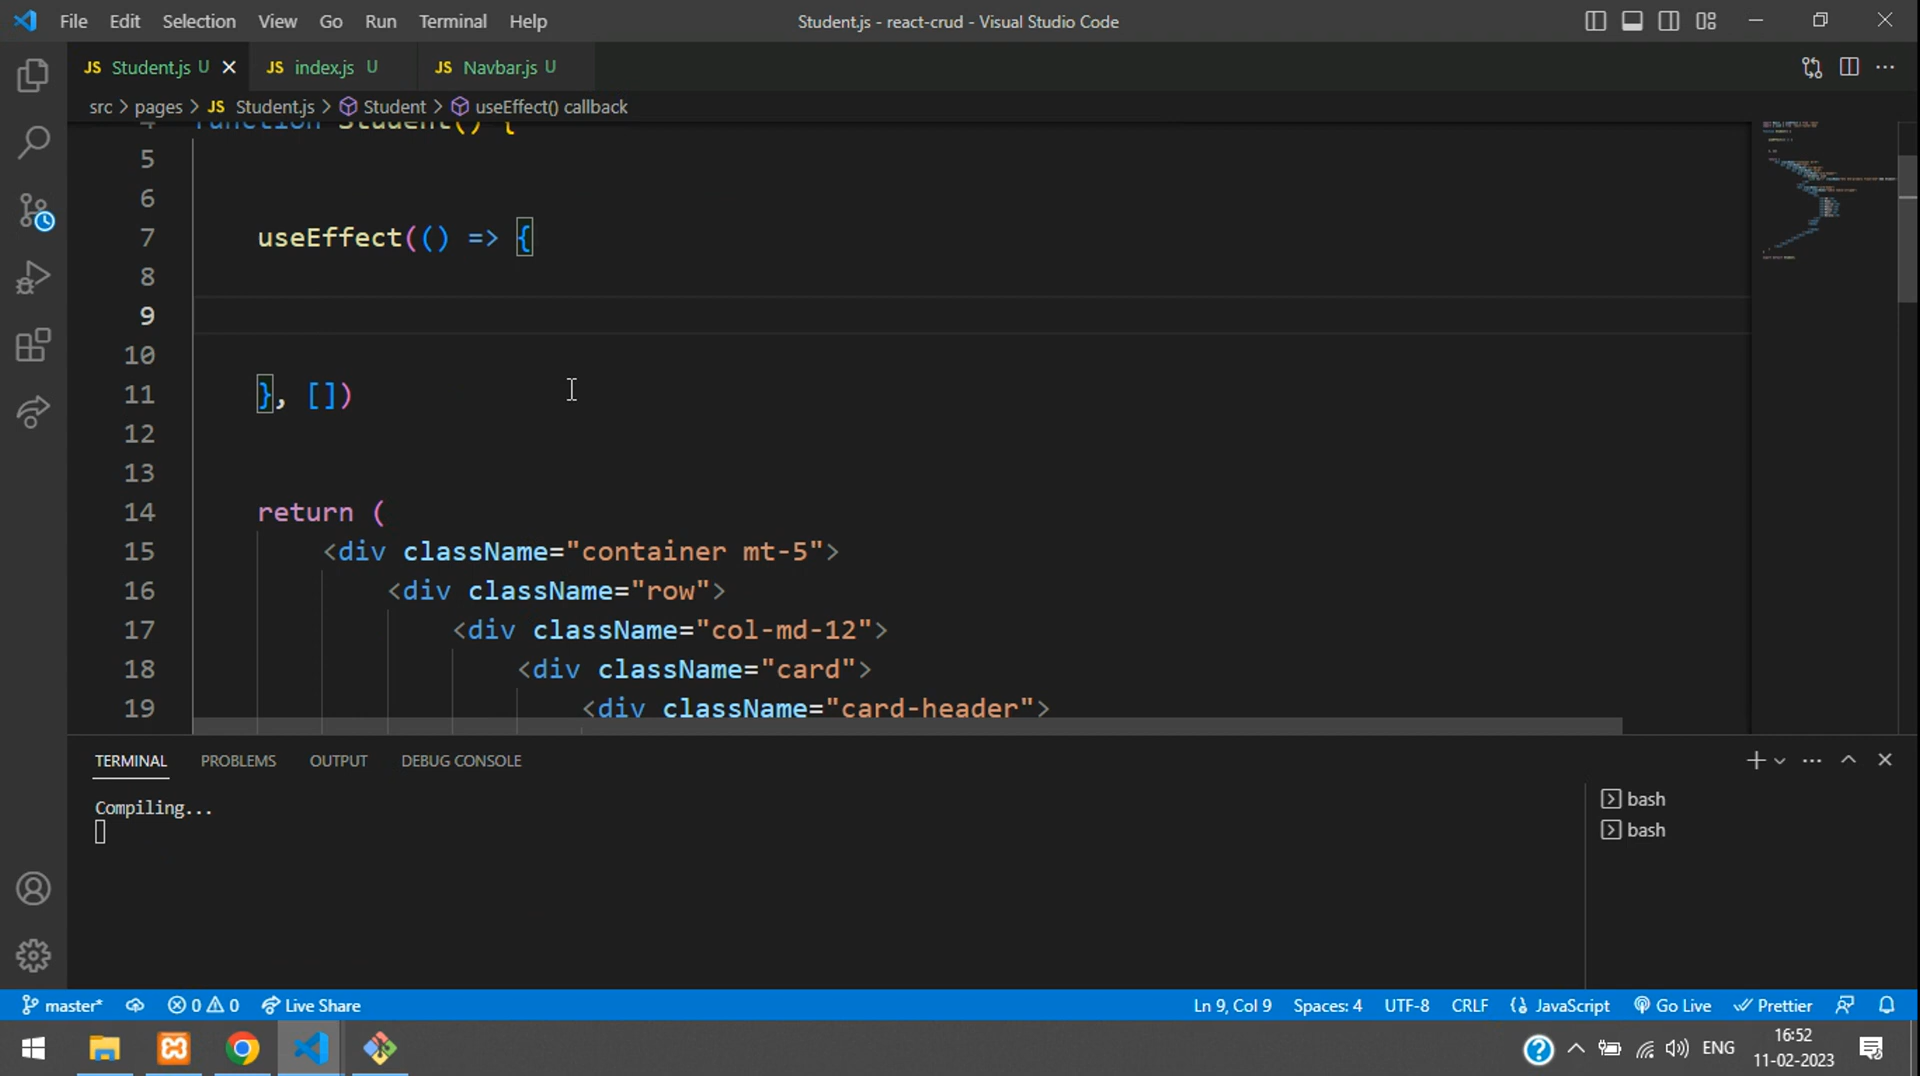 File Edit Selection View Go Run Terminal Help
Student.js - react-crud - Visual Studio Code
JS Student.js U
JS index.js U
JS Navbar.js U
src > pages > JS Student.js > Student > useEffect() callback
4 function Student() {
5
6
7 useEffect(() => {
8
9
10
11 }, [])
12
13
14 return (
15 <div className="container mt-5">
16 <div className="row">
17 <div className="col-md-12">
18 <div className="card">
19 <div className="card-header">
TERMINAL PROBLEMS OUTPUT DEBUG CONSOLE
Compiling...
bash
bash
master* 0 0 Live Share
Ln 9, Col 9 Spaces: 4 UTF-8 CRLF JavaScript Go Live Prettier
ENG
16:52
11-02-2023